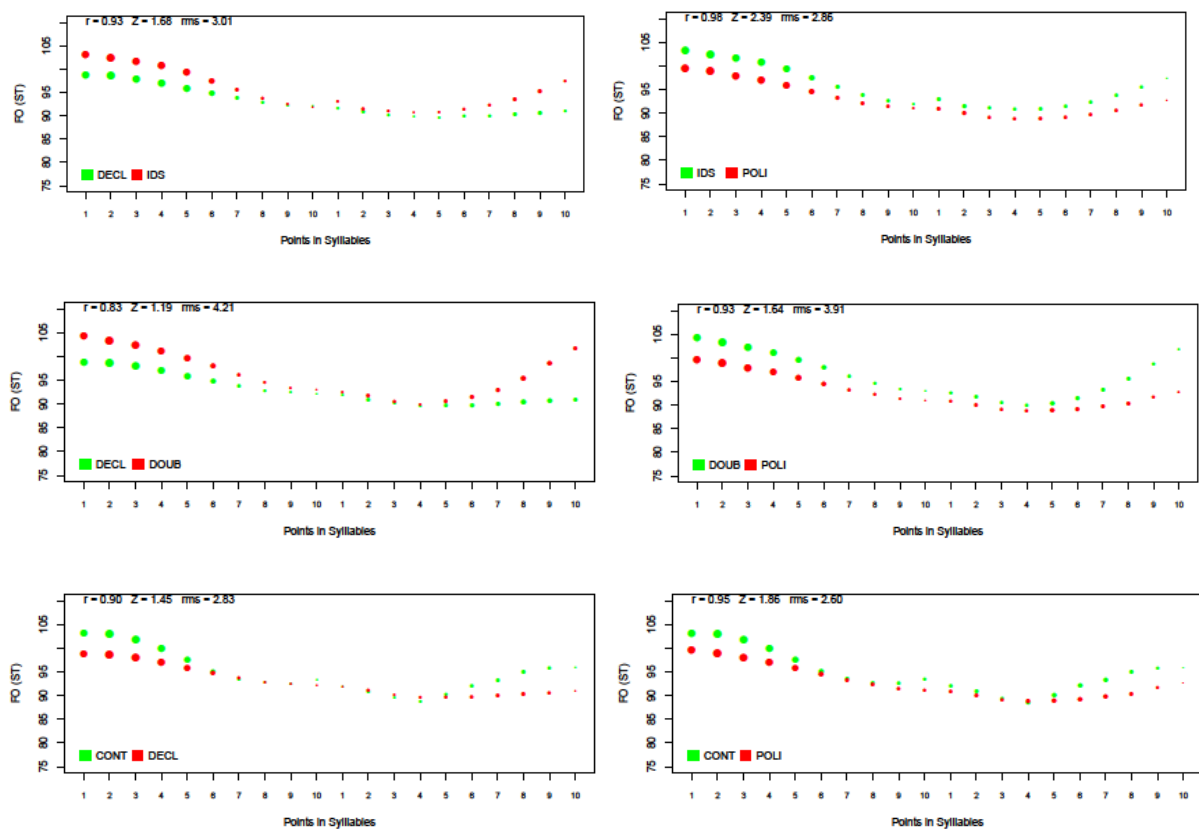 r = 0.93 Z = 1.68 rms = 3.01
105
95
90
85
80
75
FO (ST)
DECL IDS
1 2 3 4 5 6 7 8 9 10 1 2 3 4 5 6 7 8 9 10
Points in Syllables
r = 0.98 Z = 2.39 rms = 2.86
105
95
90
85
80
75
FO (ST)
IDS POLI
1 2 3 4 5 6 7 8 9 10 1 2 3 4 5 6 7 8 9 10
Points in Syllables
r = 0.83 Z = 1.19 rms = 4.21
105
95
90
85
80
75
FO (ST)
DECL DOUB
1 2 3 4 5 6 7 8 9 10 1 2 3 4 5 6 7 8 9 10
Points in Syllables
r = 0.93 Z = 1.64 rms = 3.91
105
95
90
85
80
75
FO (ST)
DOUB POLI
1 2 3 4 5 6 7 8 9 10 1 2 3 4 5 6 7 8 9 10
Points in Syllables
r = 0.90 Z = 1.45 rms = 2.83
105
95
90
85
80
75
FO (ST)
CONT DECL
1 2 3 4 5 6 7 8 9 10 1 2 3 4 5 6 7 8 9 10
Points in Syllables
r = 0.95 Z = 1.86 rms = 2.60
105
95
90
85
80
75
FO (ST)
CONT POLI
1 2 3 4 5 6 7 8 9 10 1 2 3 4 5 6 7 8 9 10
Points in Syllables